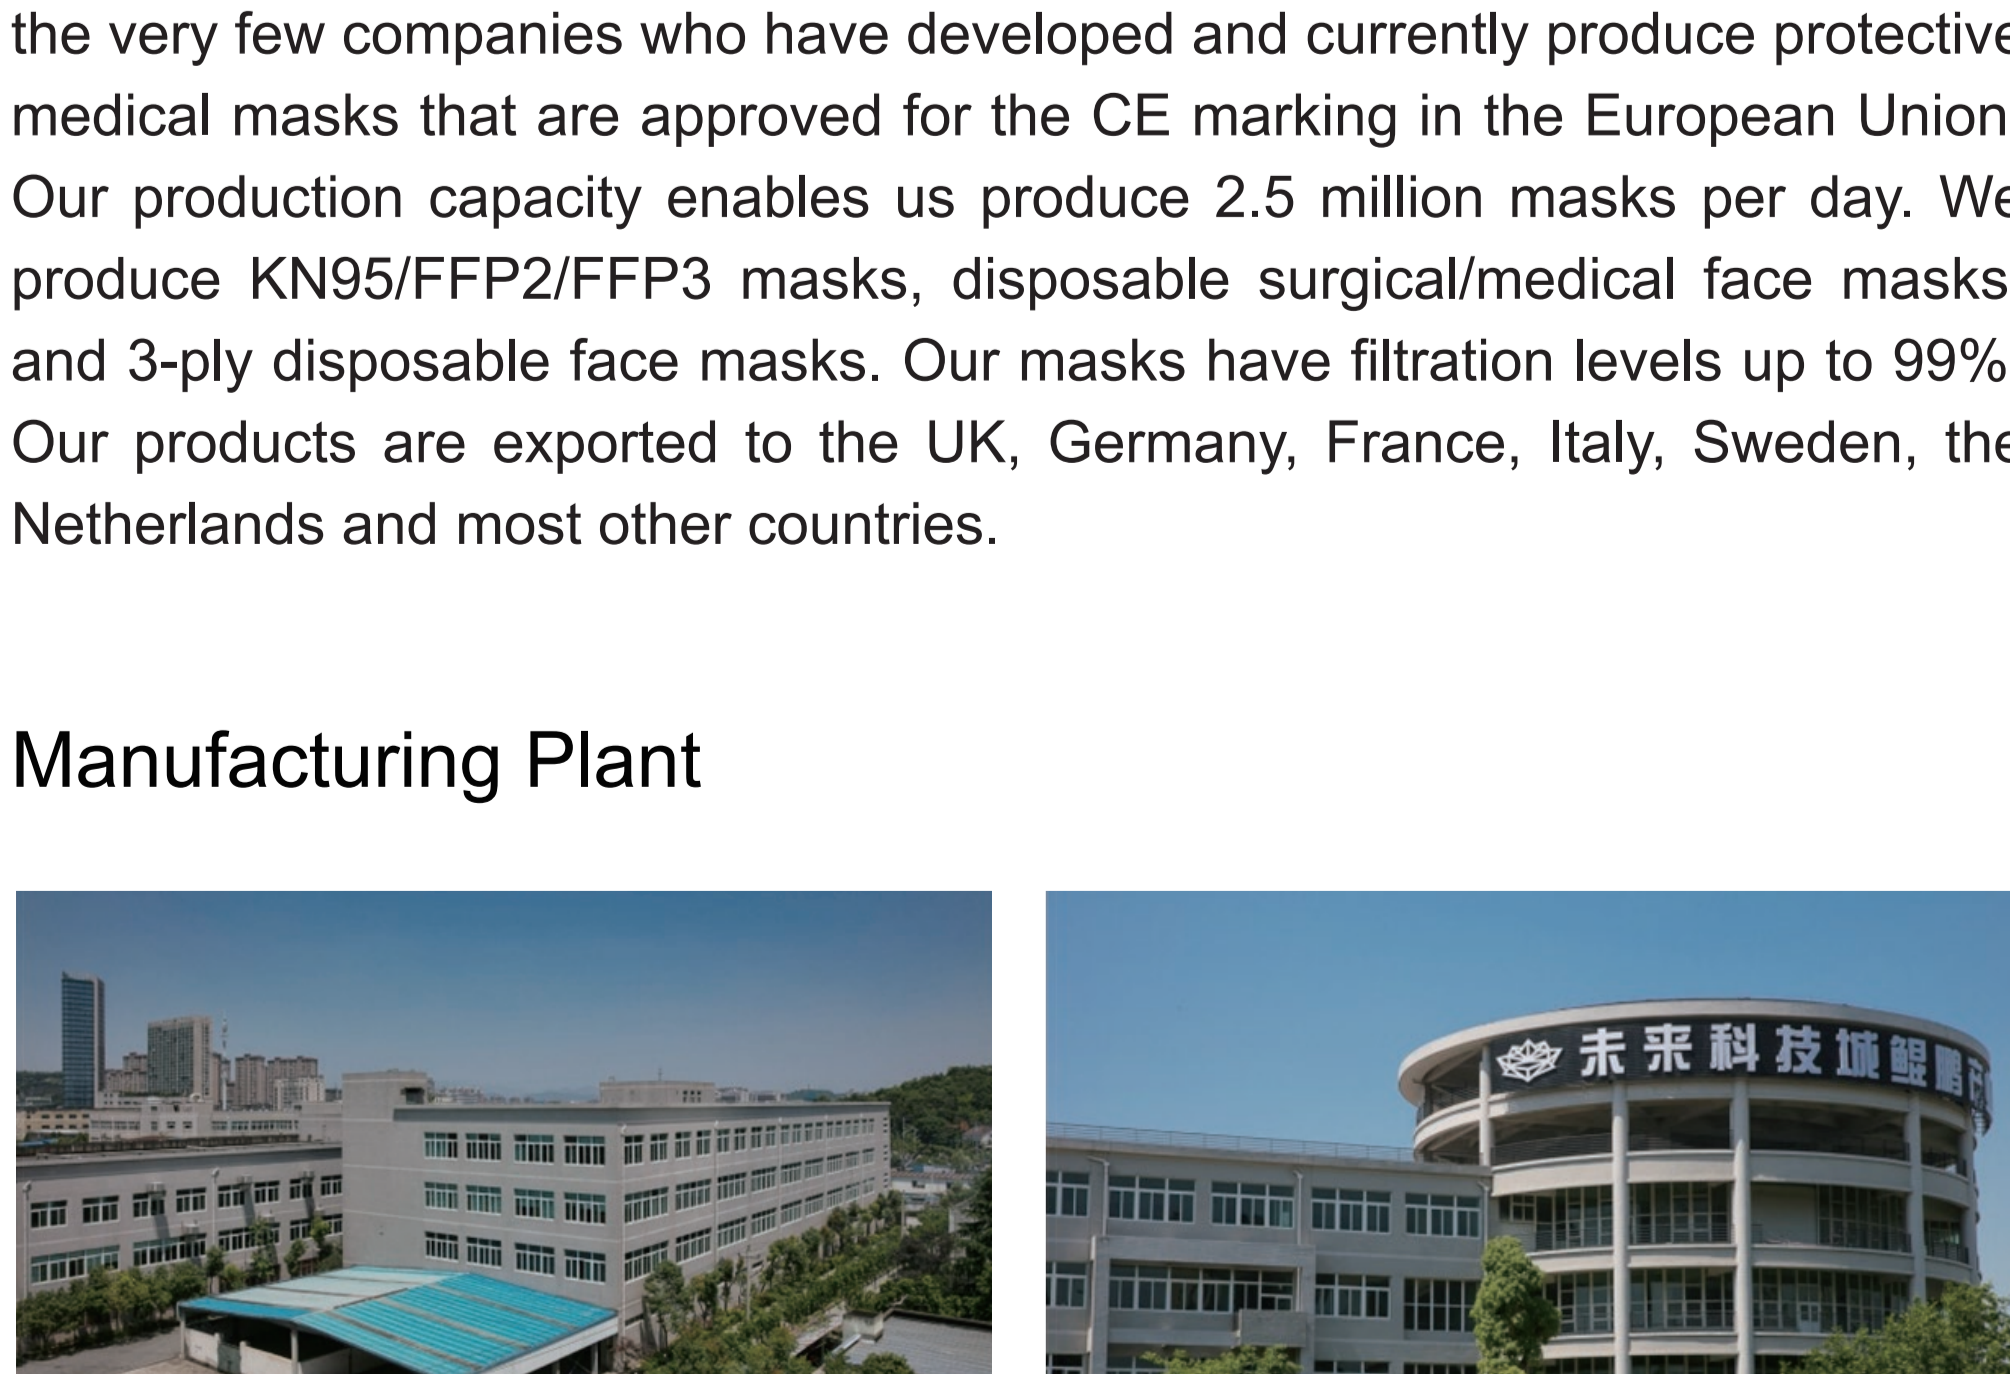 the very few companies who have developed and currently produce protective
medical masks that are approved for the CE marking in the European Union
Our production capacity enables us produce 2.5 million masks per day. We
produce KN95/FFP2/FFP3 masks, disposable surgical/medical face masks
and 3-ply disposable face masks. Our masks have filtration levels up to 99%
Our products are exported to the UK, Germany, France, Italy, Sweden, the
Netherlands and most other countries.
Manufacturing Plant
未来科技城鲲鹏产